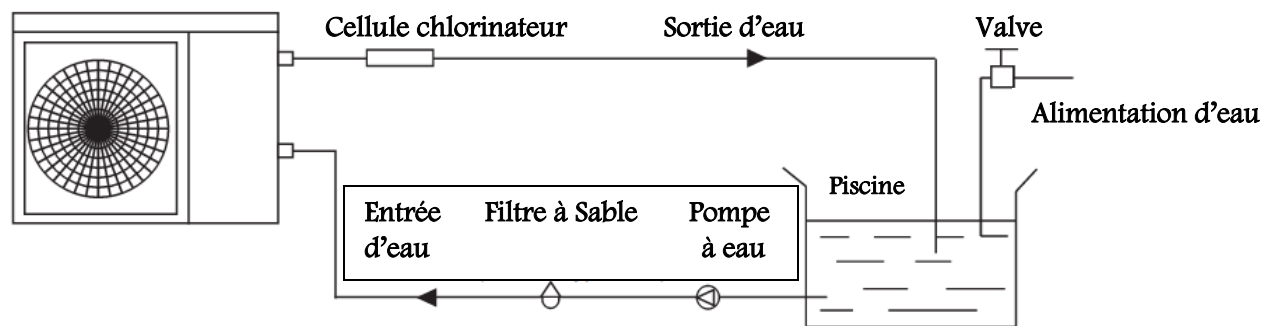 Cellule chlorinateur
Sortie d’eau
Valve
Alimentation d’eau
Piscine
Entrée
d’eau
Filtre à Sable
Pompe
à eau